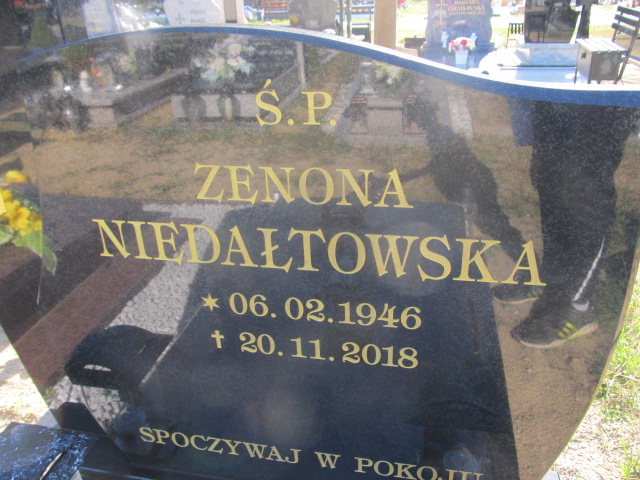 Ś.P.
ZENONA
NIEDAŁTOWSKA
* 06.02.1946
† 20.11.2018
SPOCZYWAJ W POKOJU